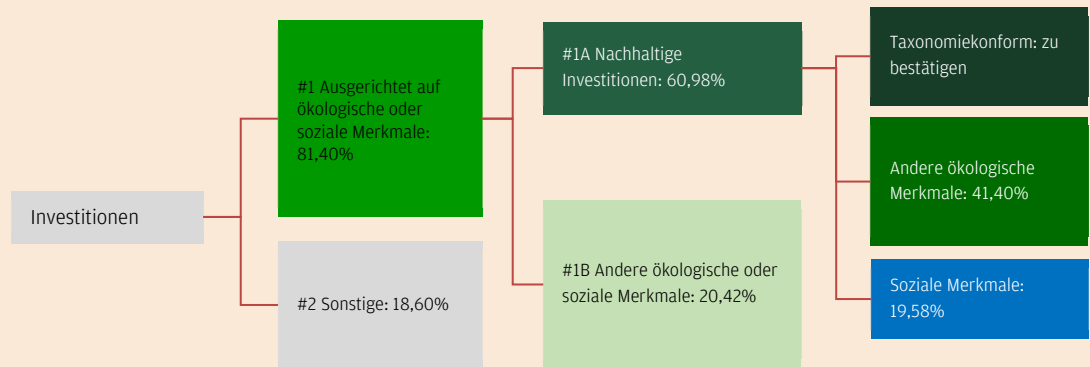 Investitionen
#1 Ausgerichtet auf
ökologische oder
soziale Merkmale:
81,40%
#2 Sonstige: 18,60%
#1A Nachhaltige
Investitionen: 60,98%
#1B Andere ökologische oder
soziale Merkmale: 20,42%
Taxonomiekonform: zu
bestätigen
Andere ökologische
Merkmale: 41,40%
Soziale Merkmale:
19,58%